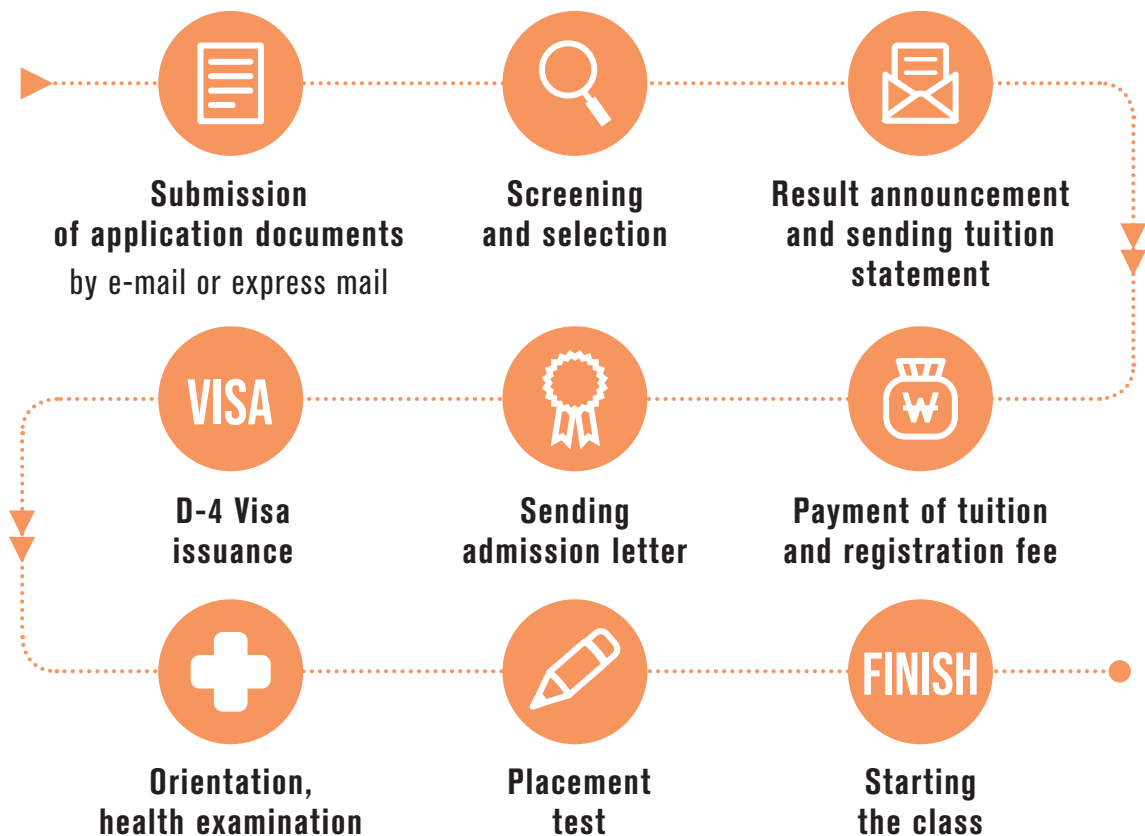 Submission
of application documents
by e-mail or express mail
Screening
and selection
Result announcement
and sending tuition
statement
₩
Payment of tuition
and registration fee
Sending
admission letter
VISA
D-4 Visa
issuance
Orientation,
health examination
Placement
test
FINISH
Starting
the class